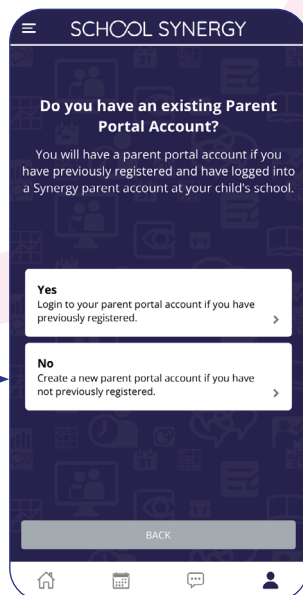 SCHOOL SYNERGY
Do you have an existing Parent
Portal Account?
You will have a parent portal account if you
have previously registered and have logged into
a Synergy parent account at your child's school.
Yes
Login to your parent portal account if you have
previously registered.
No
Create a new parent portal account if you have
not previously registered.
BACK